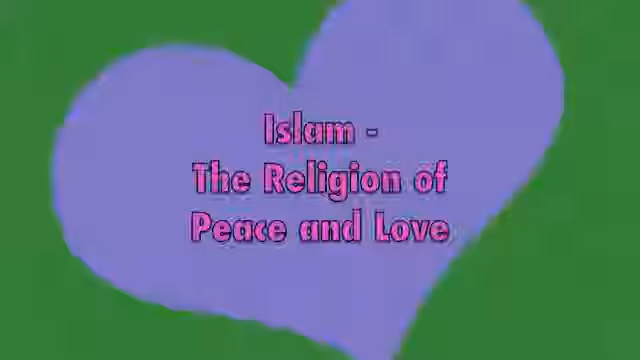 Islam -
The Religion of
Peace and Love